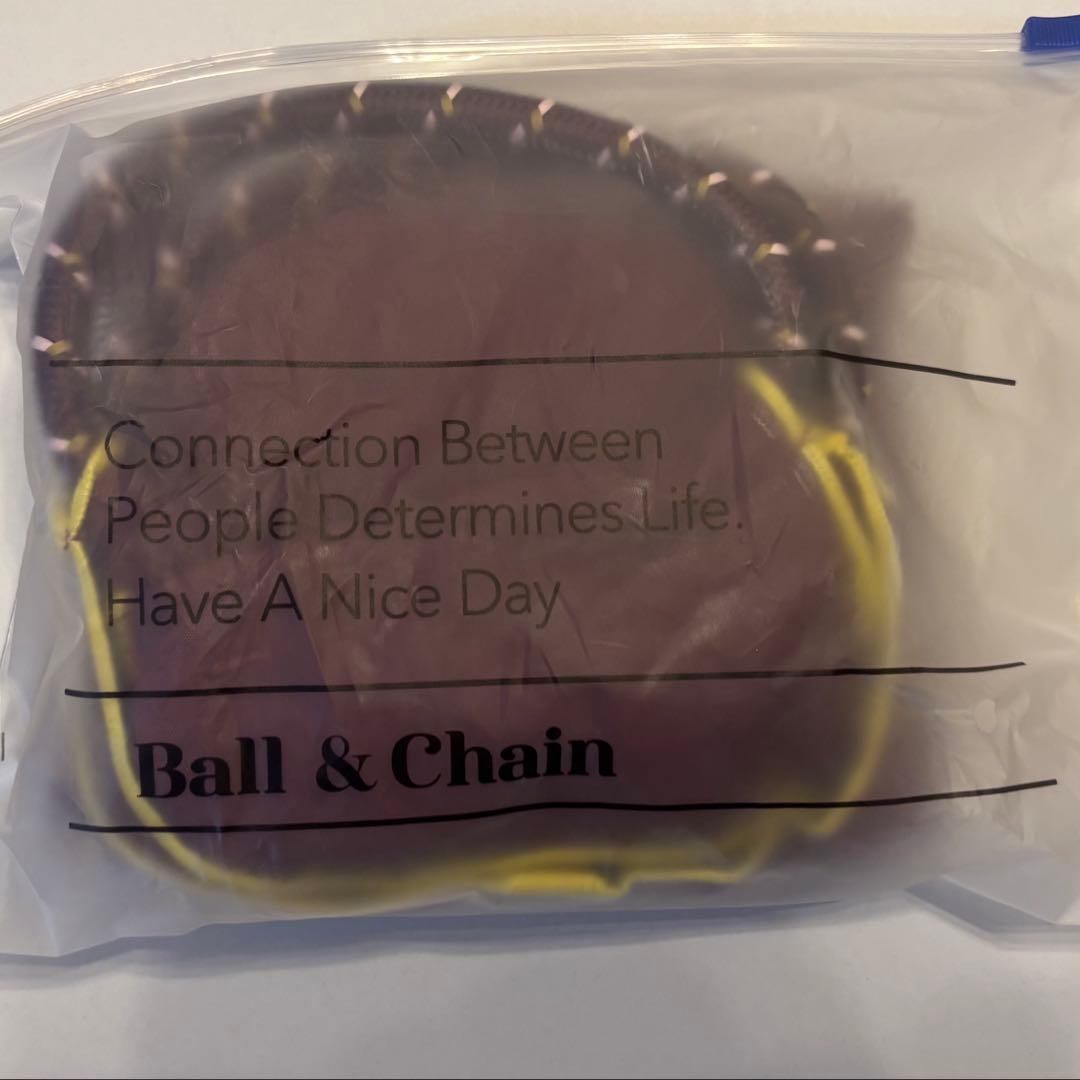 Connection Between
People Determines Life.
Have A Nice Day
Ball & Chain